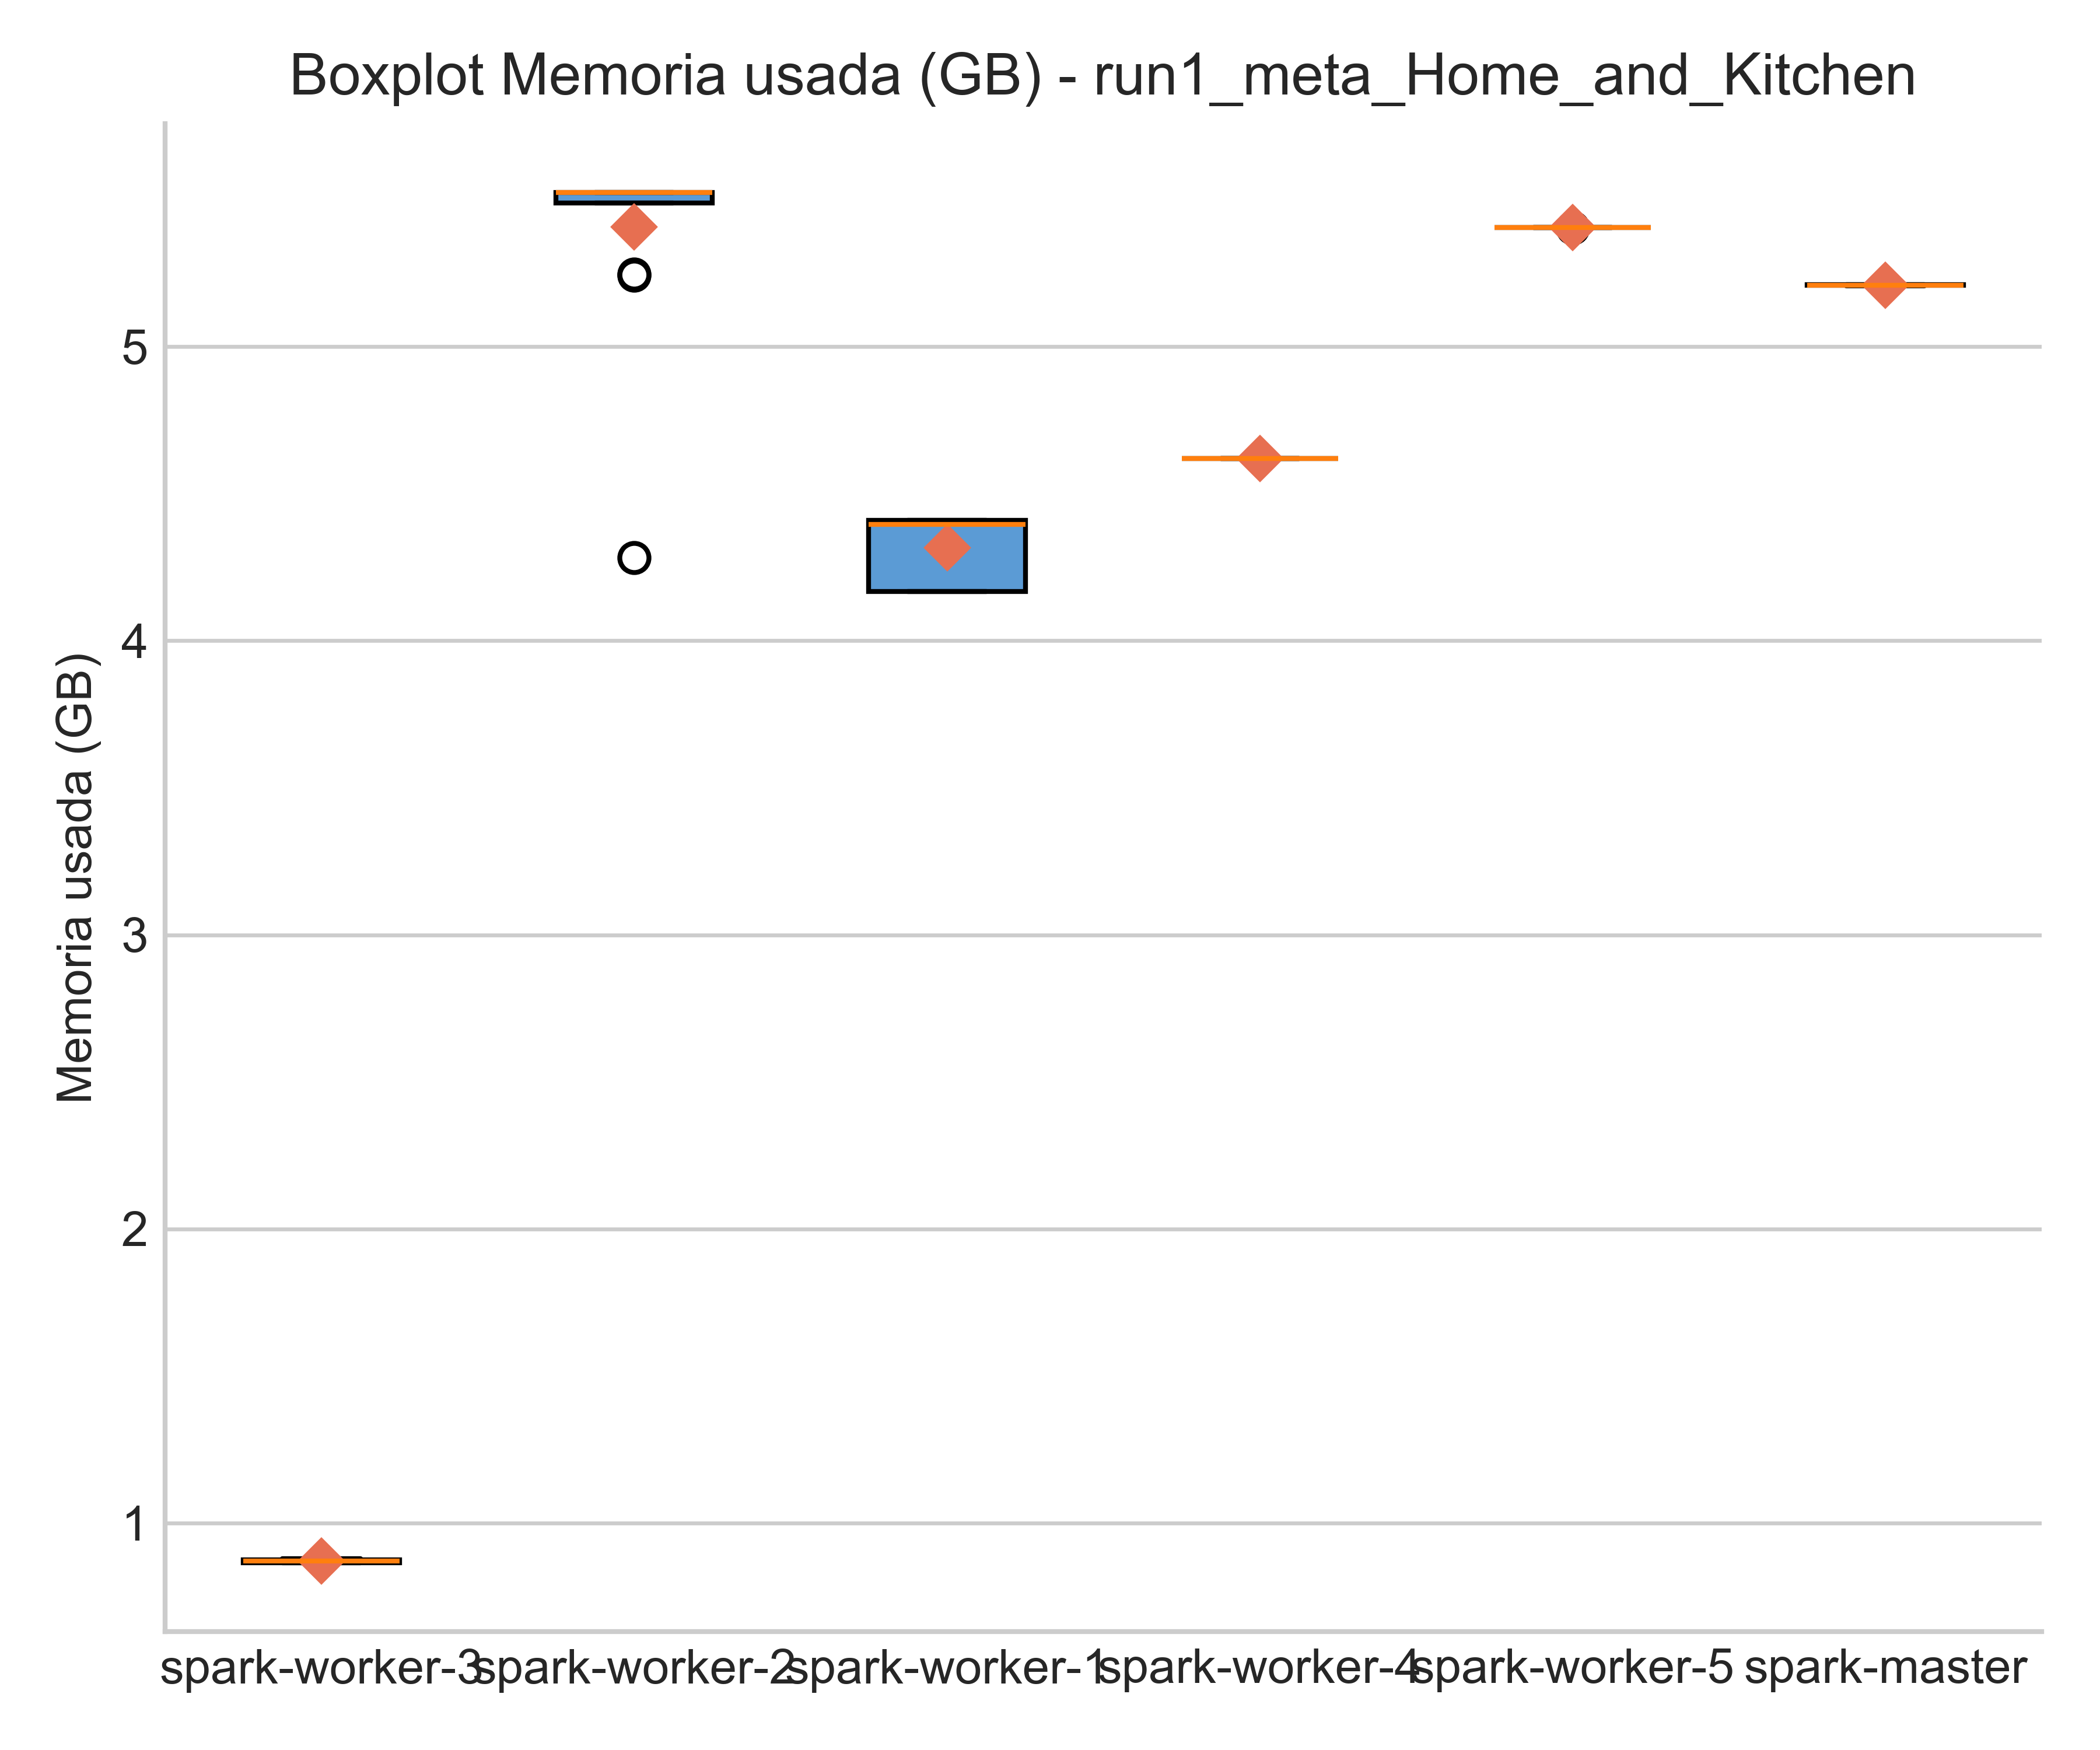 Boxplot Memoria usada (GB) - run1_meta_Home_and_Kitchen
Memoria usada (GB)
5
4
3
2
1
spark-worker-3 spark-worker-2 spark-worker-1 spark-worker-4 spark-worker-5 spark-master